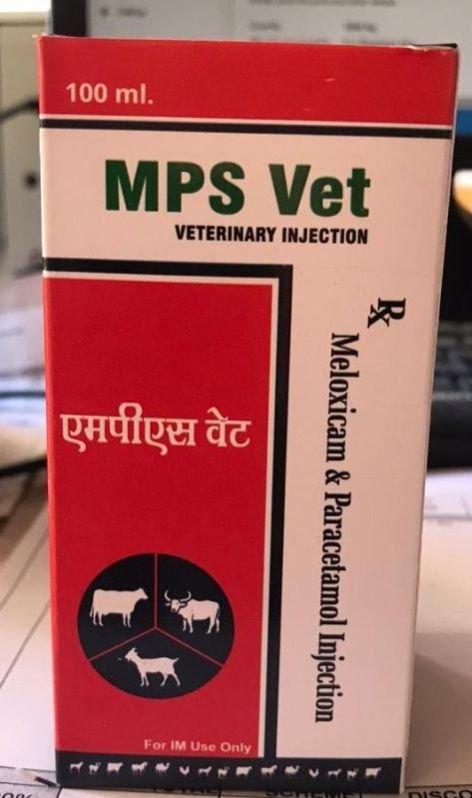 100 ml.
MPS Vet
VETERINARY INJECTION
℞
Meloxicam & Paracetamol Injection
एमपीएस वेट
For IM Use Only